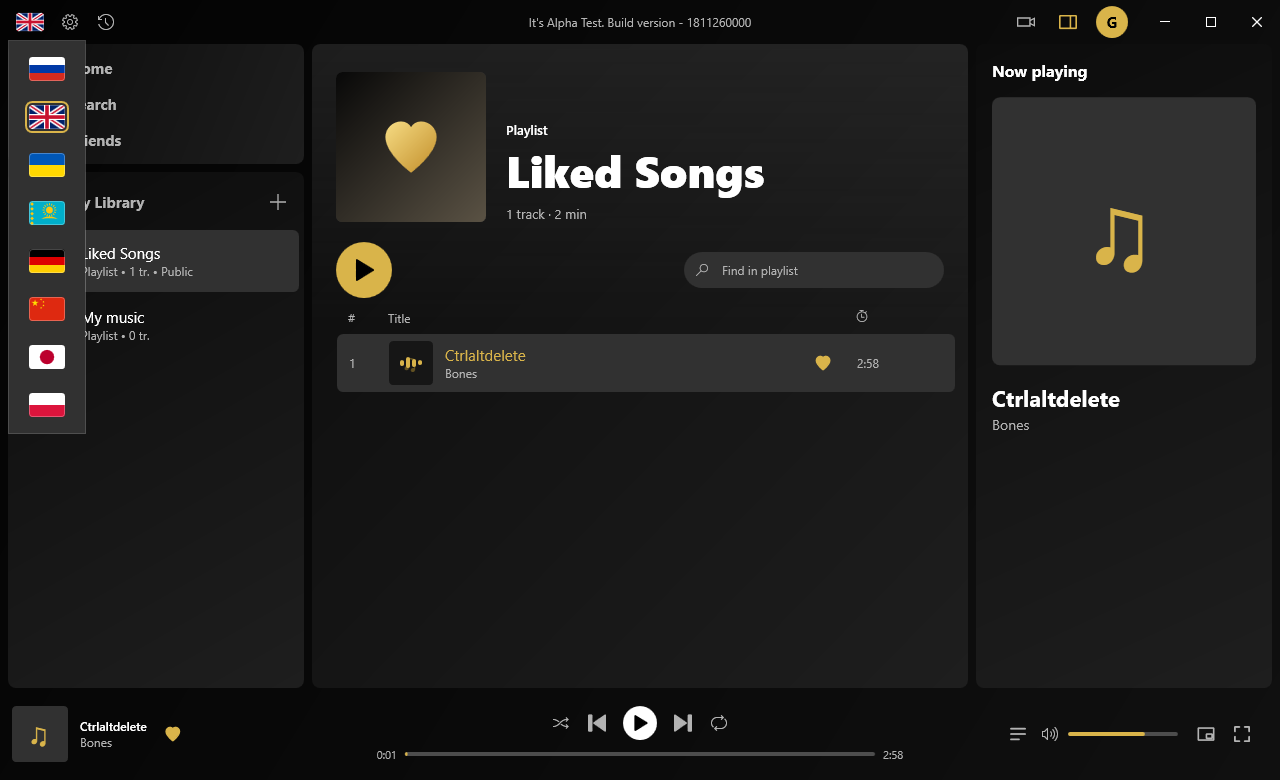 It's Alpha Test. Build version - 1811260000
G
ome
earch
iends
y Library
Liked Songs
Playlist • 1 tr. • Public
My music
Playlist • 0 tr.
Playlist
Liked Songs
1 track · 2 min
Find in playlist
# Title
1 Ctrlaltdelete 2:58
Bones
Now playing
Ctrlaltdelete
Bones
Ctrlaltdelete
Bones
0:01 2:58